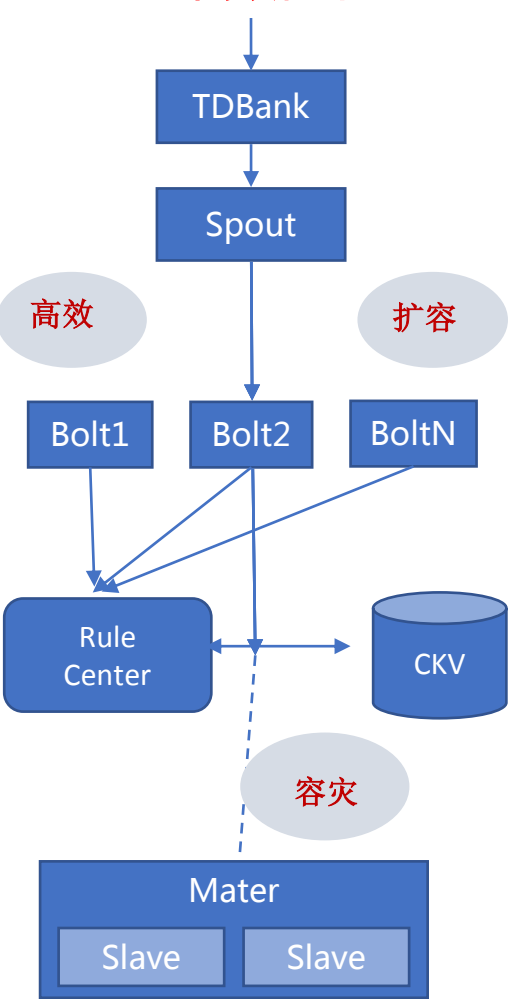 TDBank
Spout
高效
扩容
Bolt1
Bolt2
BoltN
Rule
Center
CKV
容灾
Mater
Slave
Slave